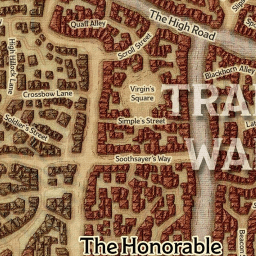 Quaff Alley
The High Road
Scroll Street
High Hillock Lane
Blackhorn Alley
Virgin's
Square
TRA
Crossbow Lane
Simple's Street
Soldier's Street
WA
Soothsayer's Way
The Honorable